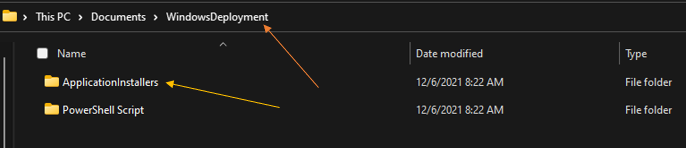 This PC > Documents > WindowsDeployment
Name Date modified Type
ApplicationInstallers 12/6/2021 8:22 AM File folder
PowerShell Script 12/6/2021 8:22 AM File folder